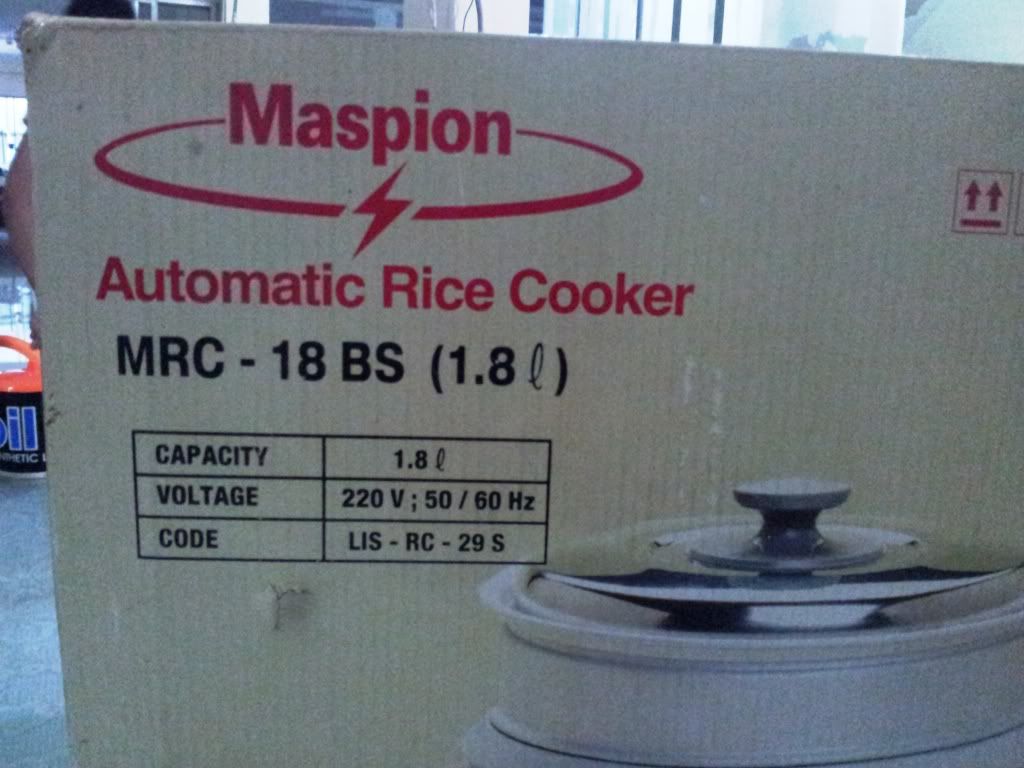 Maspion
Automatic Rice Cooker
MRC - 18 BS (1.8 ℓ)
CAPACITY 1.8 ℓ
VOLTAGE 220 V ; 50 / 60 Hz
CODE LIS - RC - 29 S
oil